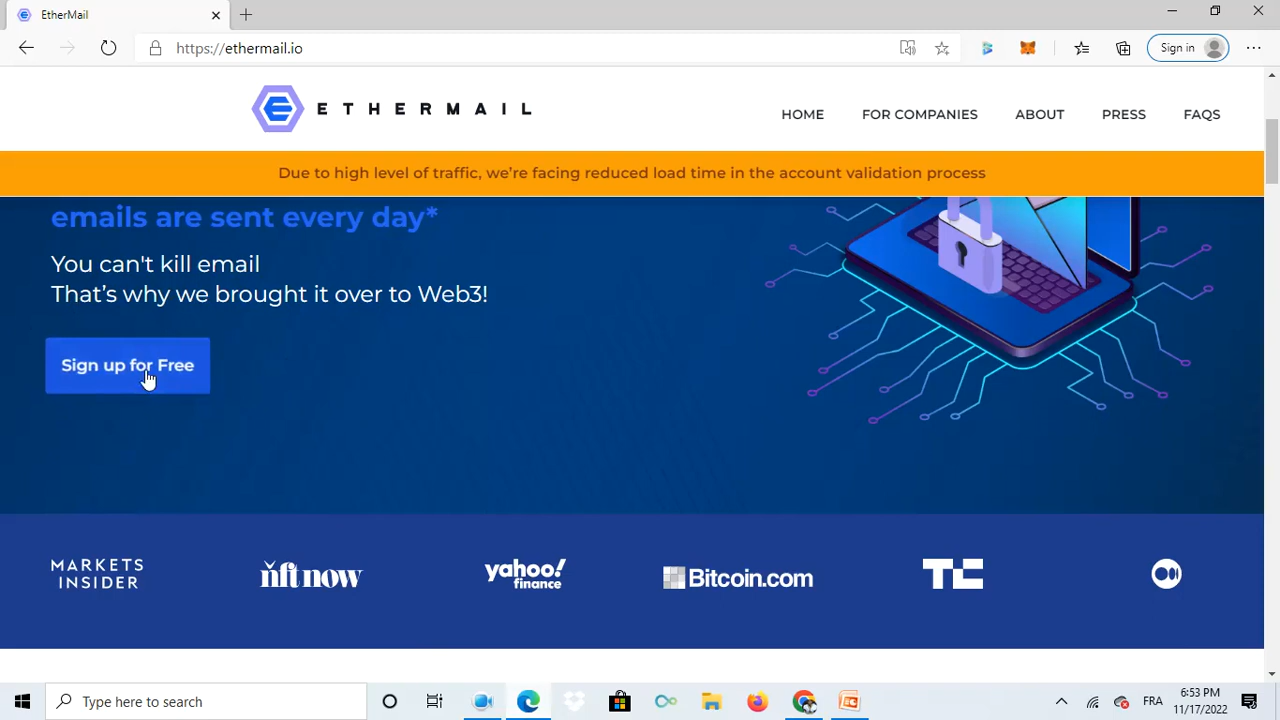 EtherMail
https://ethermail.io
Sign in
ETHERMAIL
HOME
FOR COMPANIES
ABOUT
PRESS
FAQS
Due to high level of traffic, we’re facing reduced load time in the account validation process
emails are sent every day*
You can't kill email
That’s why we brought it over to Web3!
Sign up for Free
MARKETS
INSIDER
nft now
yahoo!
finance
Bitcoin.com
TC
Type here to search
FRA
6:53 PM
11/17/2022